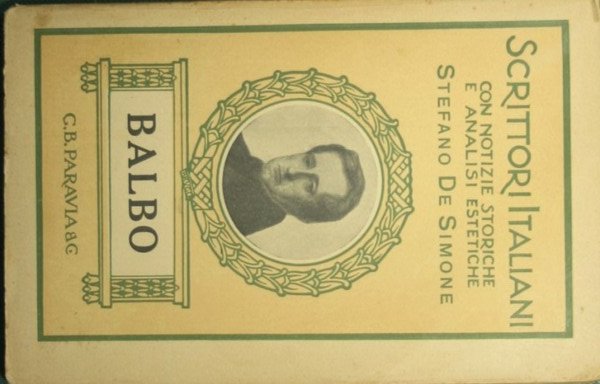 SCRITTORI ITALIANI
CON NOTIZIE STORICHE
E ANALISI ESTETICHE
STEFANO DE SIMONE
BALBO
G. B. PARAVIA & C